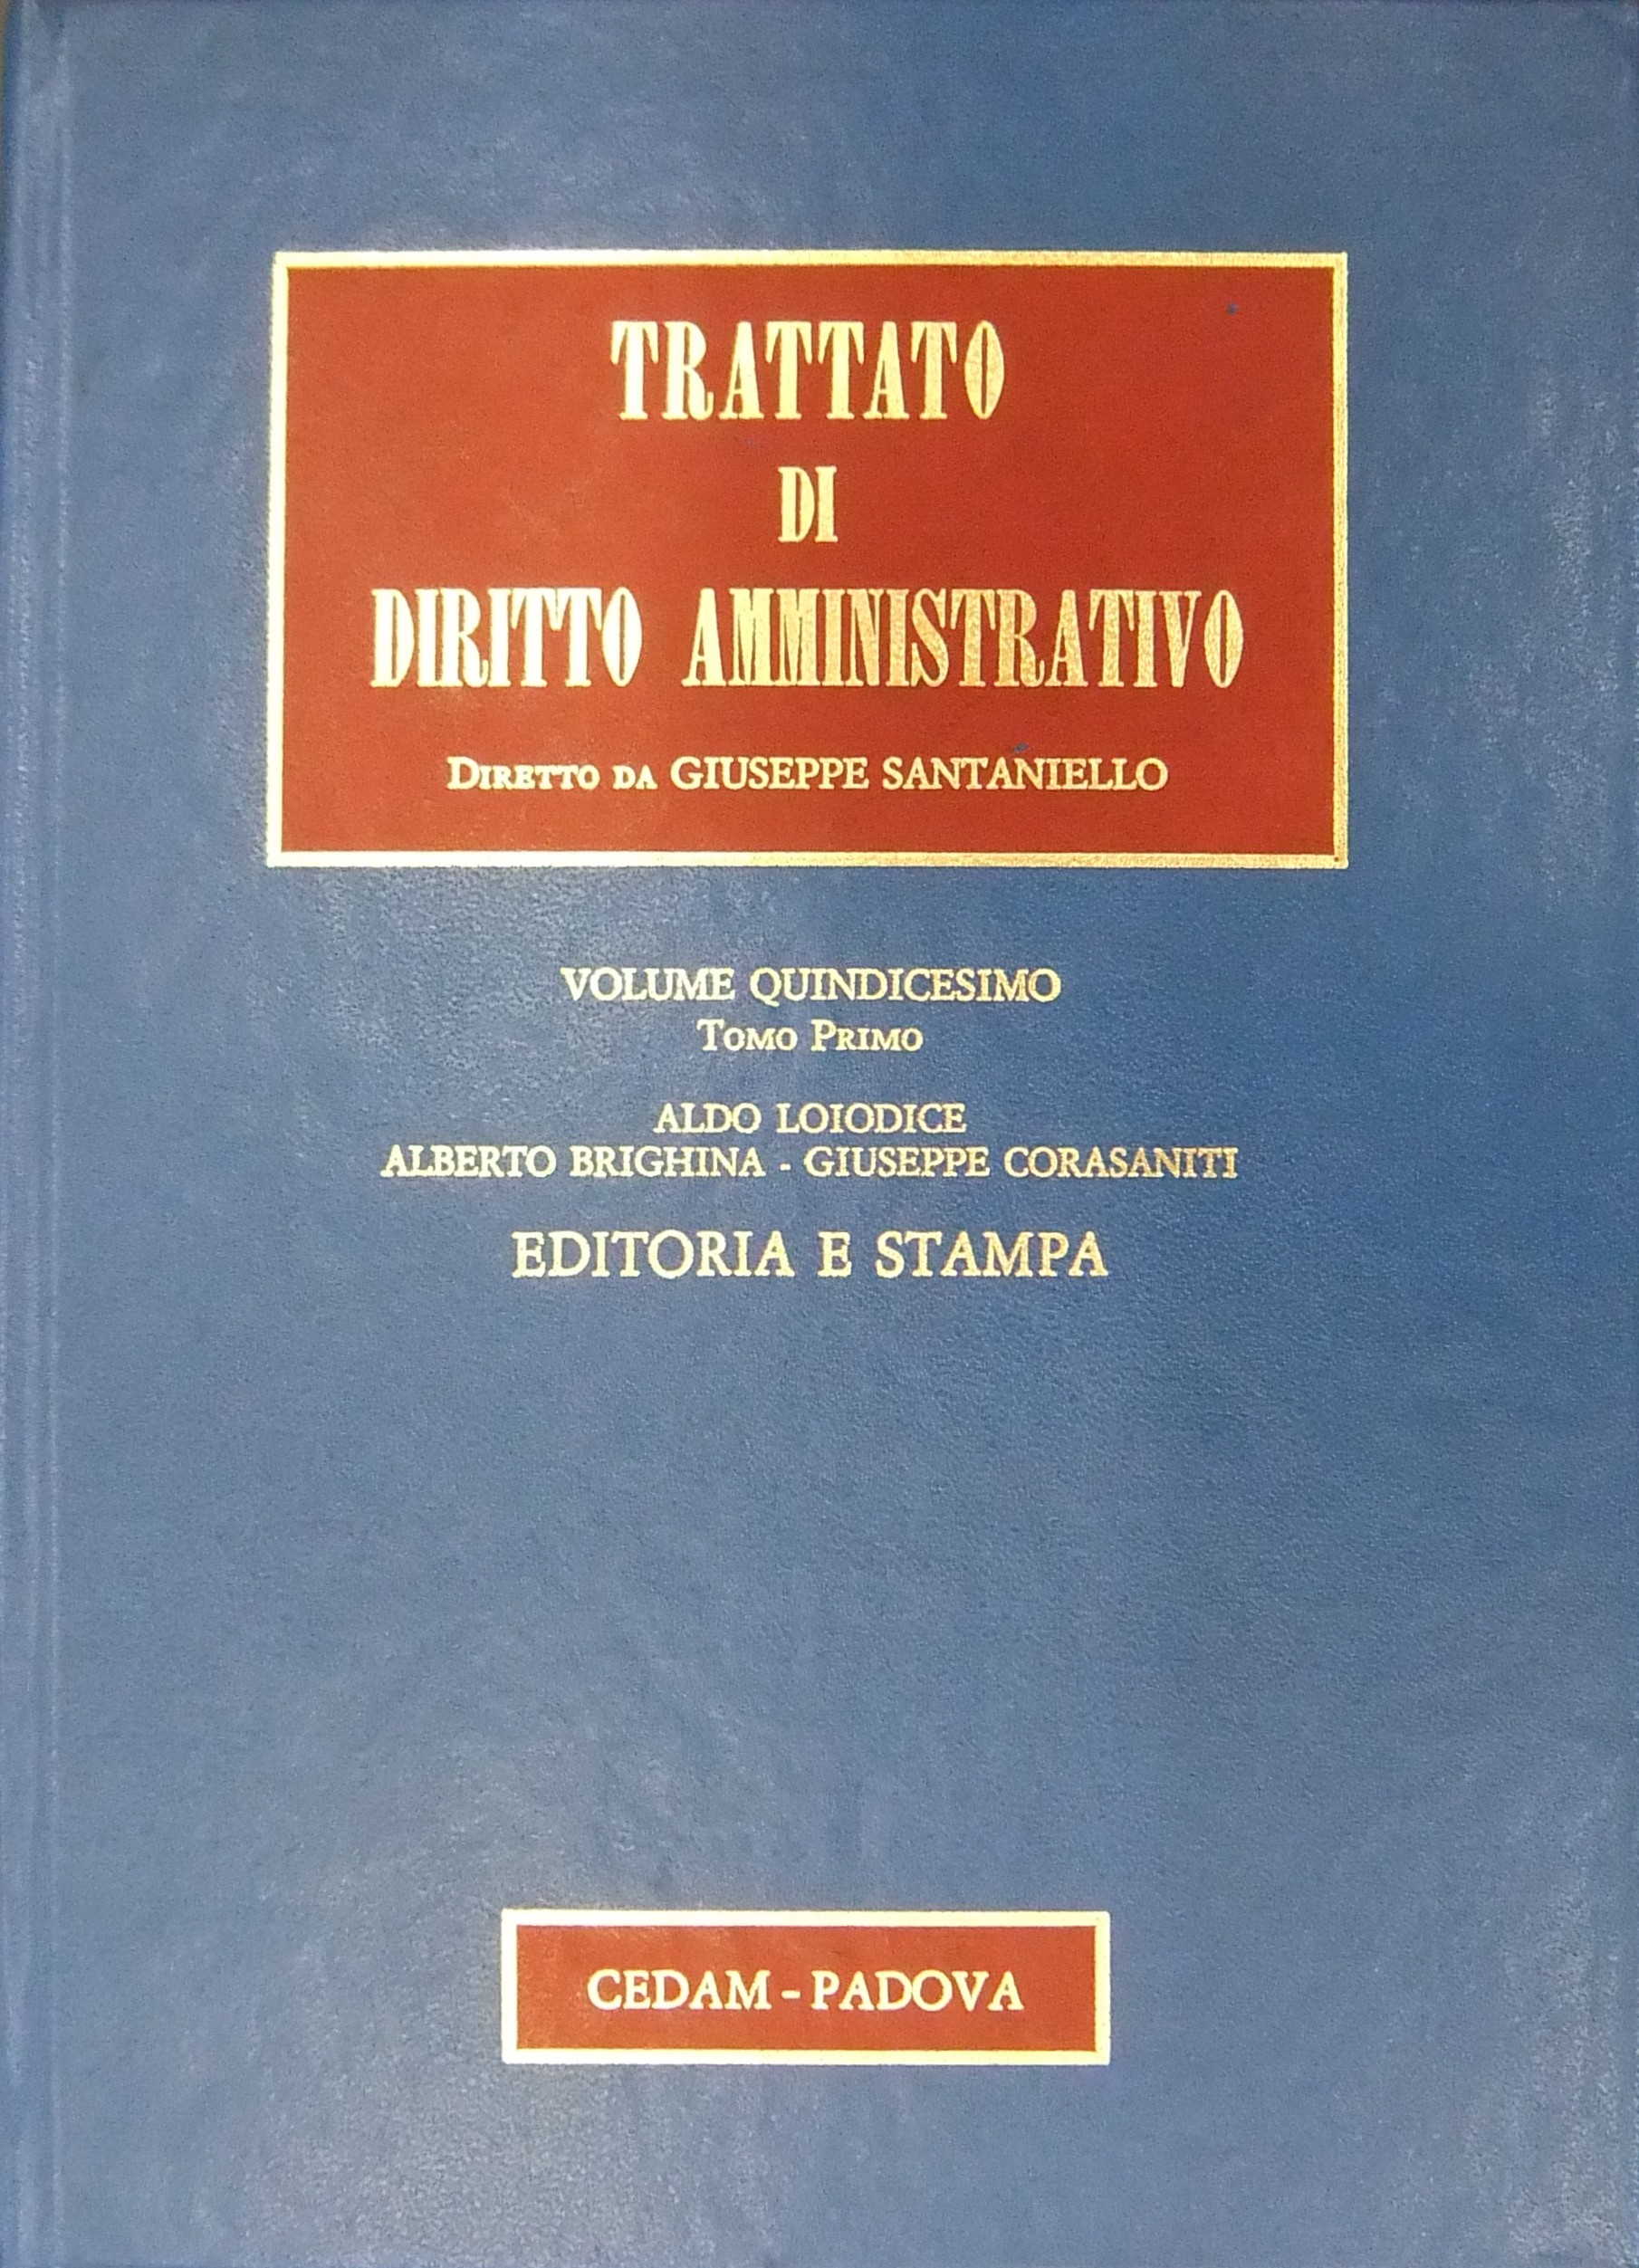 TRATTATO
DI
DIRITTO AMMINISTRATIVO
DIRETTO DA GIUSEPPE SANTANIELLO
VOLUME QUINDICESIMO
TOMO PRIMO
ALDO LOIODICE
ALBERTO BRIGHINA - GIUSEPPE CORASANITI
EDITORIA E STAMPA
CEDAM - PADOVA